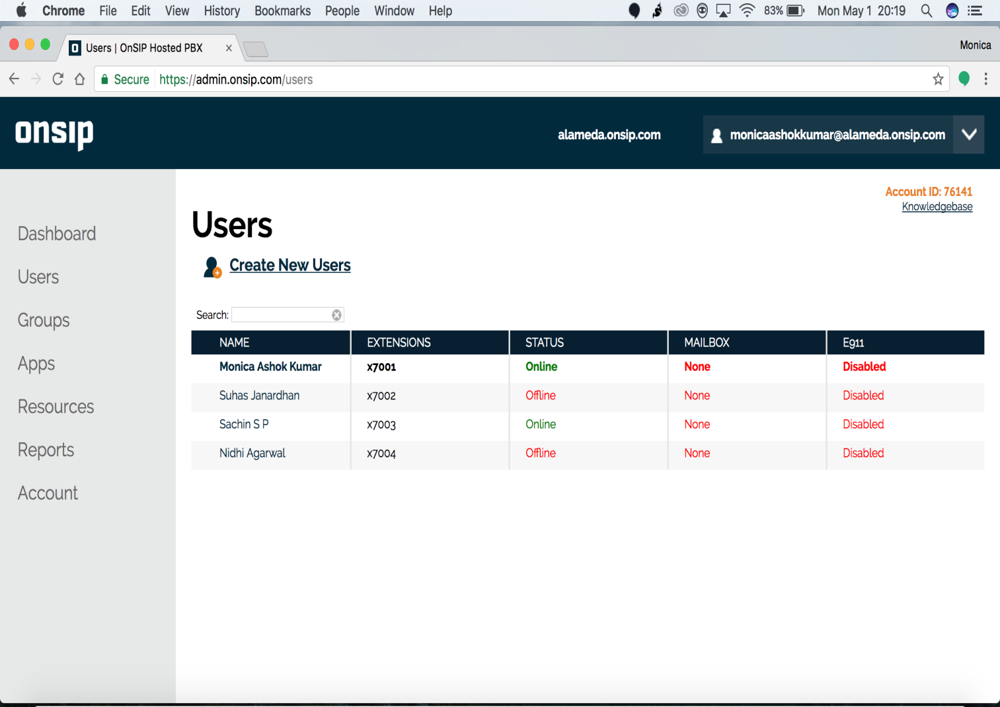 Chrome File Edit View History Bookmarks People Window Help 83% Mon May 1 20:19
Users | OnSIP Hosted PBX Monica
Secure https://admin.onsip.com/users
onsip alameda.onsip.com monicaashokkumar@alameda.onsip.com
Account ID: 76141
Knowledgebase
Users
Create New Users
Dashboard
Users
Groups
Apps
Resources
Reports
Account
Search:
NAME EXTENSIONS STATUS MAILBOX E911
Monica Ashok Kumar x7001 Online None Disabled
Suhas Janardhan x7002 Offline None Disabled
Sachin S P x7003 Online None Disabled
Nidhi Agarwal x7004 Offline None Disabled